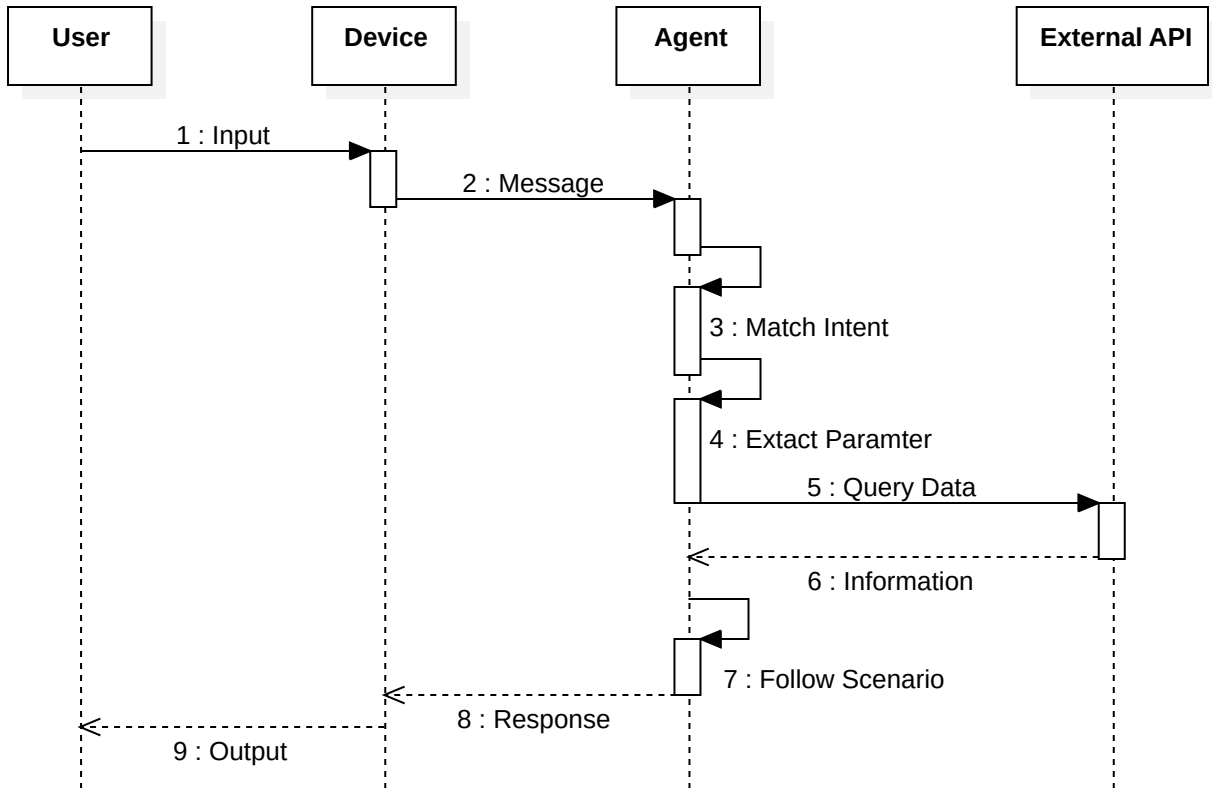 User
Device
Agent
External API
1 : Input
2 : Message
3 : Match Intent
4 : Extact Paramter
5 : Query Data
6 : Information
7 : Follow Scenario
8 : Response
9 : Output